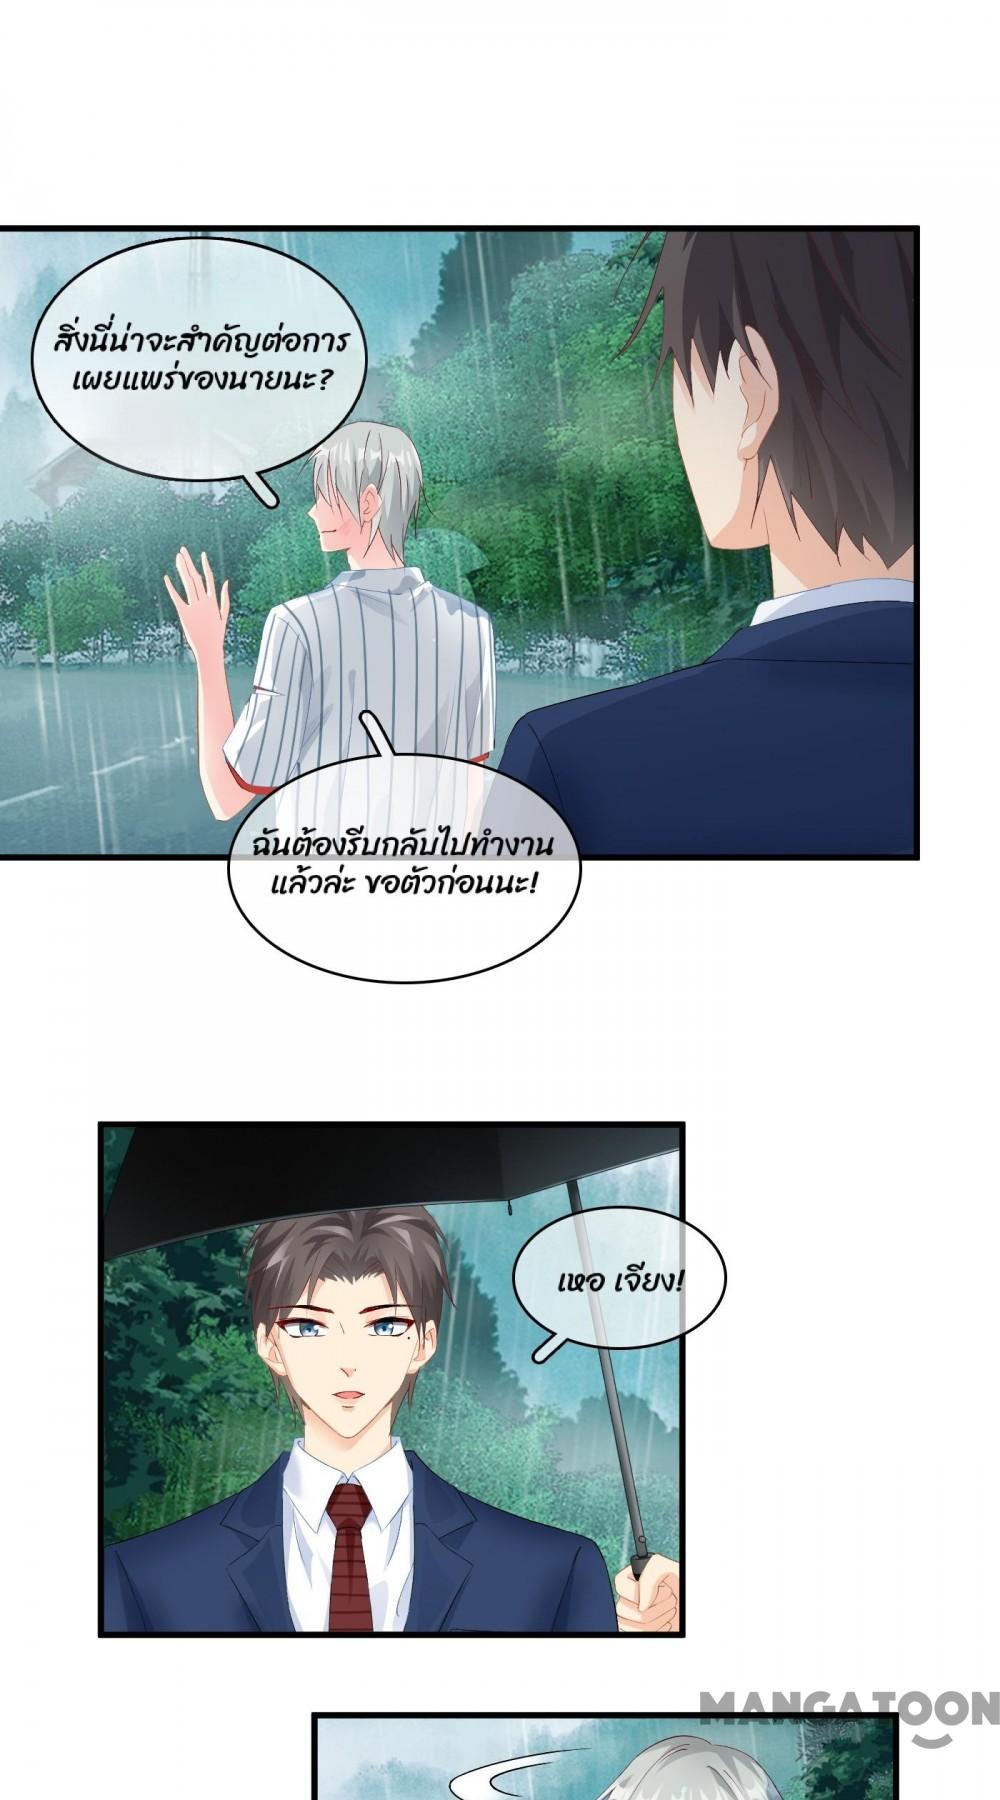 สิ่งนี่น่าจะสำคัญต่อการ
เผยแพร่ของนายนะ?
ฉันต้องรีบกลับไปทำงาน
แล้วล่ะ ขอตัวก่อนนะ!
เหอ เจียง!
MANGATOON